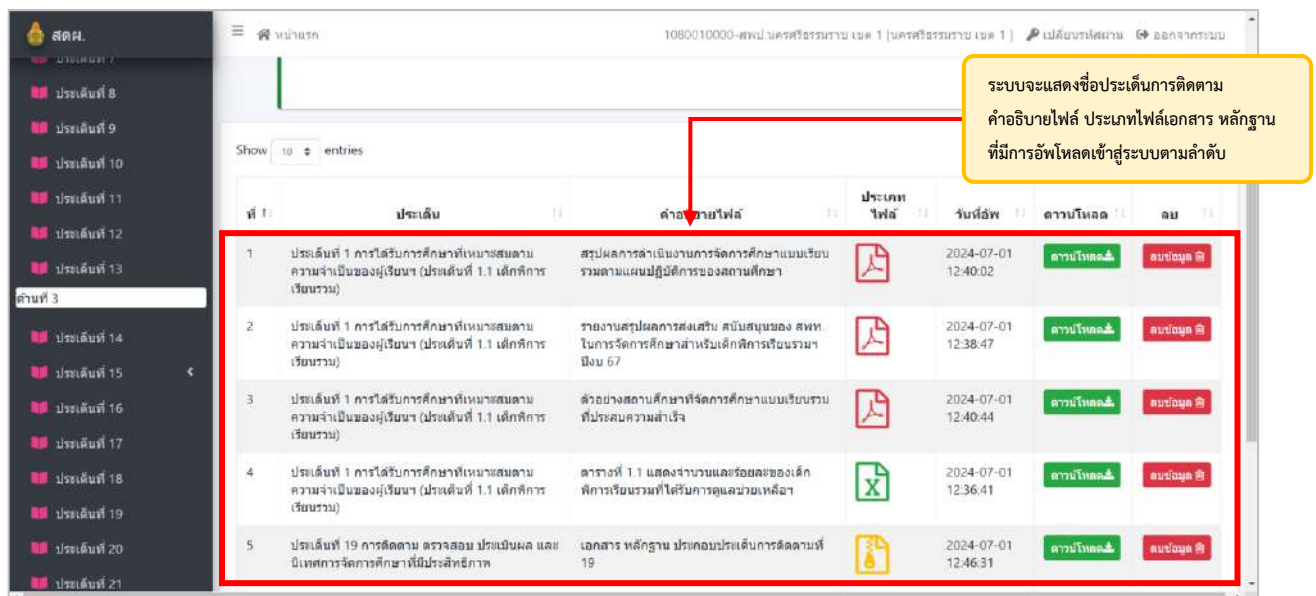 สตผ.
หน้าแรก
1080010000-สพป.นครศรีธรรมราช เขต 1 [นครศรีธรรมราช เขต 1 ]
เปลี่ยนรหัสผ่าน
ออกจากระบบ
ประเด็นที่ 7
ประเด็นที่ 8
ประเด็นที่ 9
ประเด็นที่ 10
ประเด็นที่ 11
ประเด็นที่ 12
ประเด็นที่ 13
ด้านที่ 3
ประเด็นที่ 14
ประเด็นที่ 15
ประเด็นที่ 16
ประเด็นที่ 17
ประเด็นที่ 18
ประเด็นที่ 19
ประเด็นที่ 20
ประเด็นที่ 21
ระบบจะแสดงชื่อประเด็นการติดตาม
คำอธิบายไฟล์ ประเภทไฟล์เอกสาร หลักฐาน
ที่มีการอัพโหลดเข้าสู่ระบบตามลำดับ
Show 10 entries
ที่
ประเด็น
คำอธิบายไฟล์
ประเภท
ไฟล์
วันที่อัพ
ดาวน์โหลด
ลบ
1
ประเด็นที่ 1 การได้รับการศึกษาที่เหมาะสมตาม
ความจำเป็นของผู้เรียนฯ (ประเด็นที่ 1.1 เด็กพิการ
เรียนรวม)
สรุปผลการดำเนินงานการจัดการศึกษาแบบเรียน
รวมตามแผนปฏิบัติการของสถานศึกษา
2024-07-01
12:40:02
ดาวน์โหลด
ลบข้อมูล
2
ประเด็นที่ 1 การได้รับการศึกษาที่เหมาะสมตาม
ความจำเป็นของผู้เรียนฯ (ประเด็นที่ 1.1 เด็กพิการ
เรียนรวม)
รายงานสรุปผลการส่งเสริม สนับสนุนของ สพท.
ในการจัดการศึกษาสำหรับเด็กพิการเรียนรวมฯ
ปีงบ 67
2024-07-01
12:38:47
ดาวน์โหลด
ลบข้อมูล
3
ประเด็นที่ 1 การได้รับการศึกษาที่เหมาะสมตาม
ความจำเป็นของผู้เรียนฯ (ประเด็นที่ 1.1 เด็กพิการ
เรียนรวม)
ตัวอย่างสถานศึกษาที่จัดการศึกษาแบบเรียนรวม
ที่ประสบความสำเร็จ
2024-07-01
12:40:44
ดาวน์โหลด
ลบข้อมูล
4
ประเด็นที่ 1 การได้รับการศึกษาที่เหมาะสมตาม
ความจำเป็นของผู้เรียนฯ (ประเด็นที่ 1.1 เด็กพิการ
เรียนรวม)
ตารางที่ 1.1 แสดงจำนวนและร้อยละของเด็ก
พิการเรียนรวมที่ได้รับการดูแลช่วยเหลือฯ
2024-07-01
12:36:41
ดาวน์โหลด
ลบข้อมูล
5
ประเด็นที่ 19 การติดตาม ตรวจสอบ ประเมินผล และ
นิเทศการจัดการศึกษาที่มีประสิทธิภาพ
เอกสาร หลักฐาน ประกอบประเด็นการติดตามที่
19
2024-07-01
12:46:31
ดาวน์โหลด
ลบข้อมูล